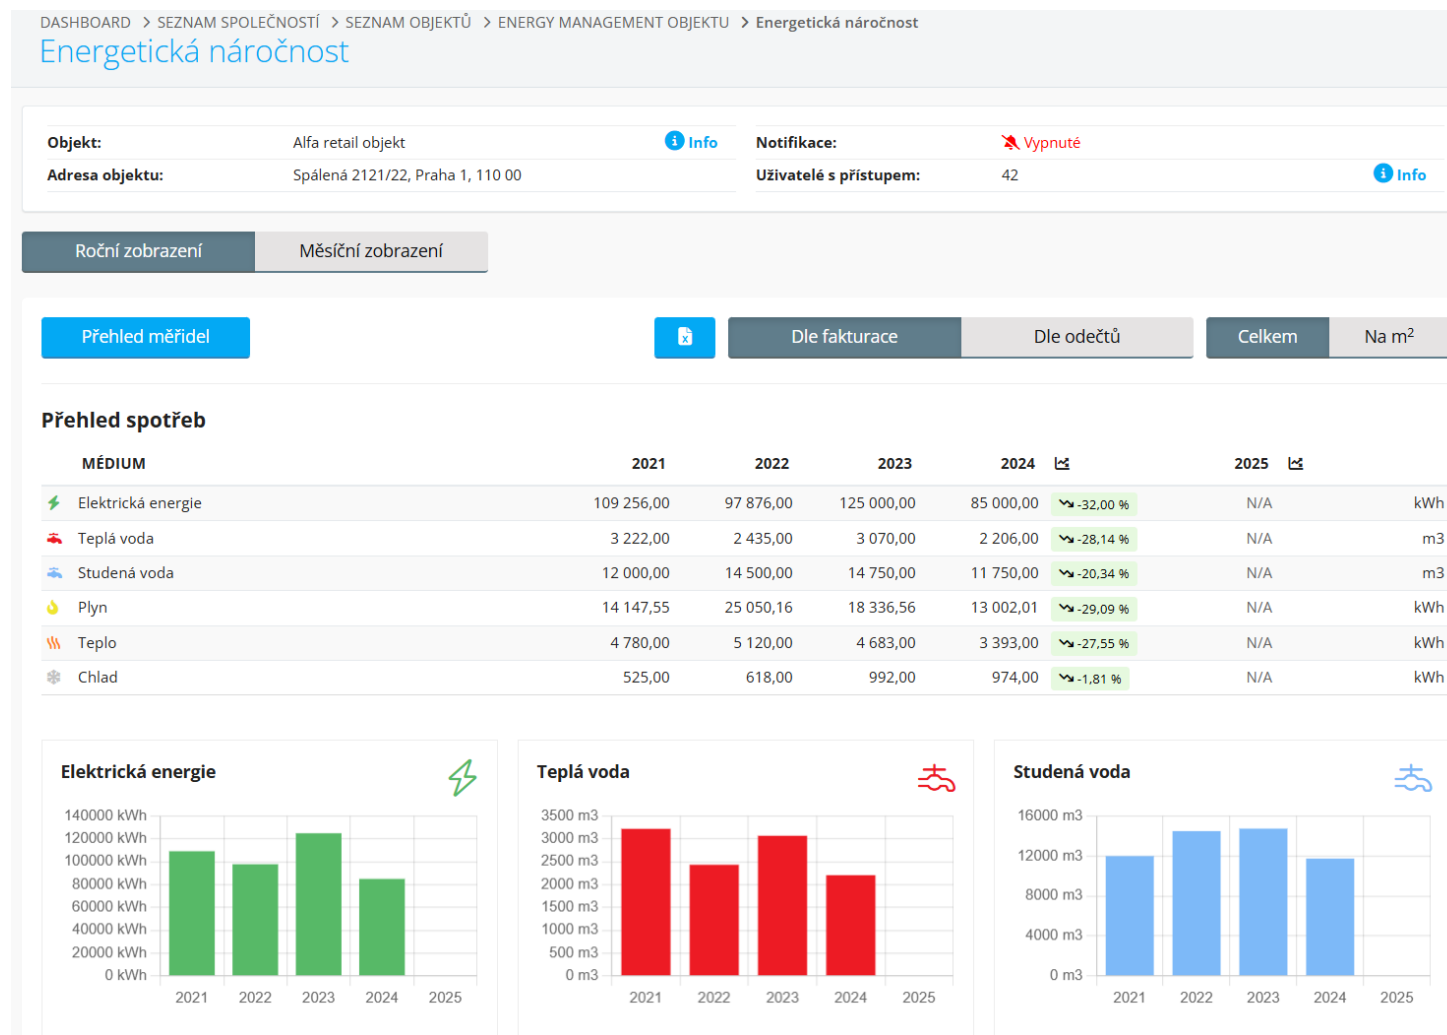 DASHBOARD > SEZNAM SPOLEČNOSTÍ > SEZNAM OBJEKTŮ > ENERGY MANAGEMENT OBJEKTU > Energetická náročnost
Energetická náročnost
Objekt: Alfa retail objekt Info Notifikace: Vypnuté
Adresa objektu: Spálená 2121/22, Praha 1, 110 00 Uživatelé s přístupem: 42 Info
Roční zobrazení Měsíční zobrazení
Přehled měřidel Dle fakturace Dle odečtů Celkem Na m²
Přehled spotřeb
MÉDIUM 2021 2022 2023 2024 2025
Elektrická energie 109 256,00 97 876,00 125 000,00 85 000,00 -32,00 % N/A kWh
Teplá voda 3 222,00 2 435,00 3 070,00 2 206,00 -28,14 % N/A m3
Studená voda 12 000,00 14 500,00 14 750,00 11 750,00 -20,34 % N/A m3
Plyn 14 147,55 25 050,16 18 336,56 13 002,01 -29,09 % N/A kWh
Teplo 4 780,00 5 120,00 4 683,00 3 393,00 -27,55 % N/A kWh
Chlad 525,00 618,00 992,00 974,00 -1,81 % N/A kWh
Elektrická energie
140000 kWh
120000 kWh
100000 kWh
80000 kWh
60000 kWh
40000 kWh
20000 kWh
0 kWh
2021 2022 2023 2024 2025
Teplá voda
3500 m3
3000 m3
2500 m3
2000 m3
1500 m3
1000 m3
500 m3
0 m3
2021 2022 2023 2024 2025
Studená voda
16000 m3
12000 m3
8000 m3
4000 m3
0 m3
2021 2022 2023 2024 2025